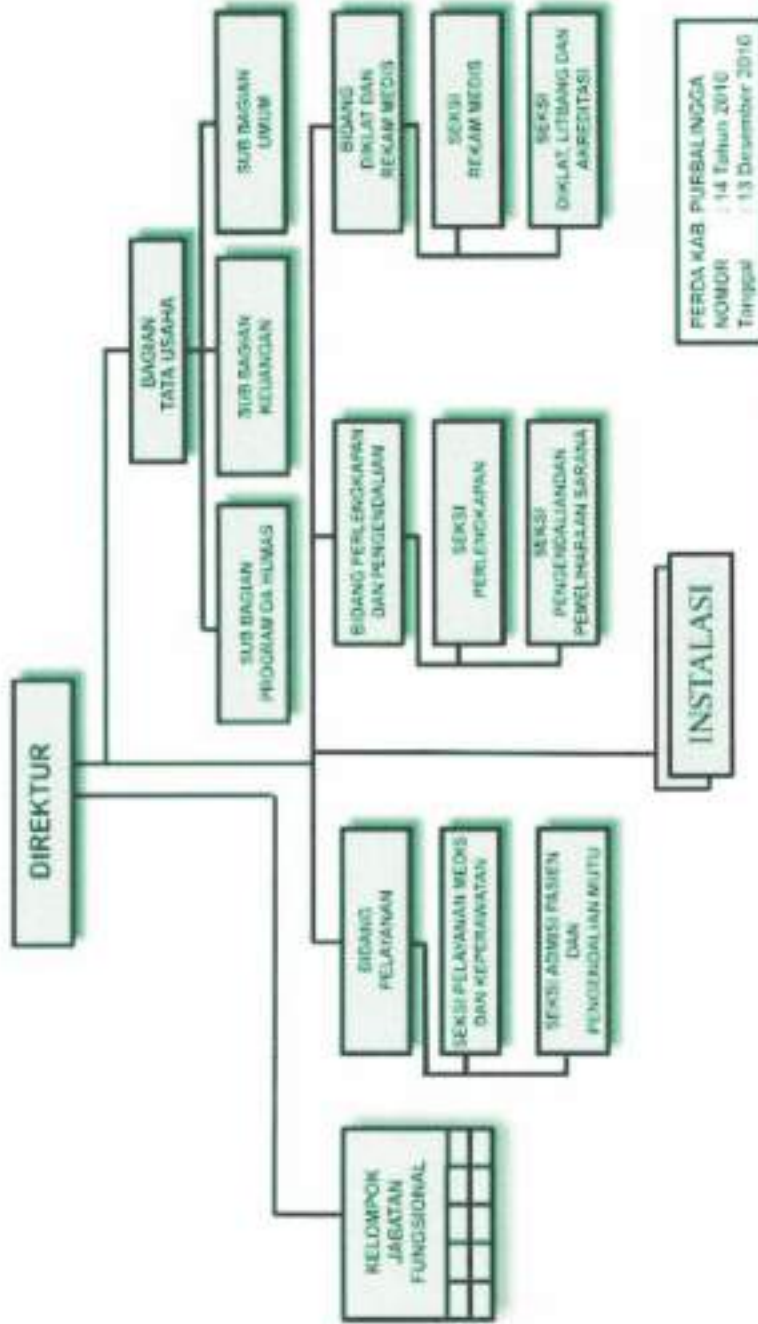 DIREKTUR
BAGIAN
TATA USAHA
SUB BAGIAN
PROGRAM DA HUMAS
SUB BAGIAN
KEUANGAN
SUB BAGIAN
UMUM
KELOMPOK
JABATAN
FUNGSIONAL
BIDANG
PELAYANAN
SEKSI PELAYANAN MEDIS
DAN KEPERAWATAN
SEKSI ADMISI PASIEN
DAN
PENGENDALIAN MUTU
BIDANG PERLENGKAPAN
DAN PENGENDALIAN
SEKSI
PERLENGKAPAN
SEKSI
PENGENDALIANDAN
PEMELIHARAAN SARANA
BIDANG
DIKLAT DAN
REKAM MEDIS
SEKSI
REKAM MEDIS
SEKSI
DIKLAT, LITBANG DAN
AKREDITASI
INSTALASI
PERDA KAB. PURBALINGGA
NOMOR : 14 Tahun 2010
Tanggal : 13 Desember 2010